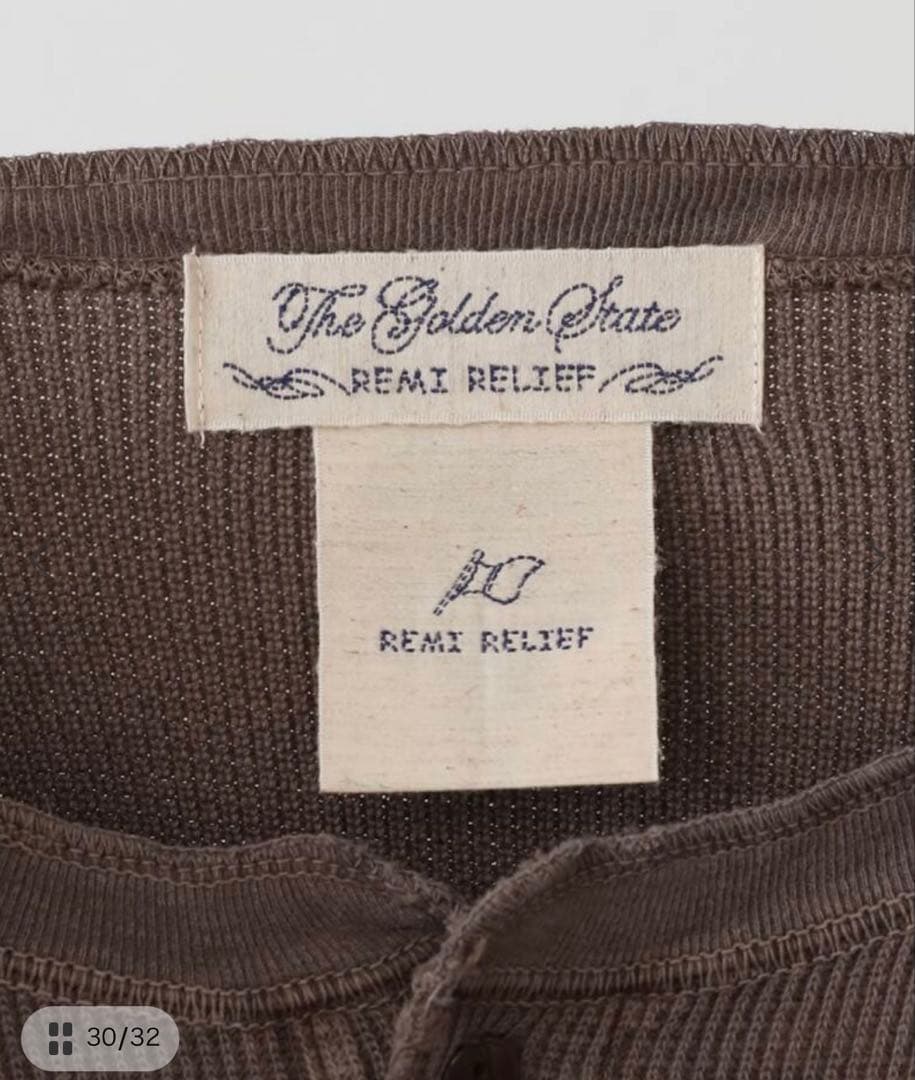 The Golden State
REMI RELIEF
REMI RELIEF
30/32